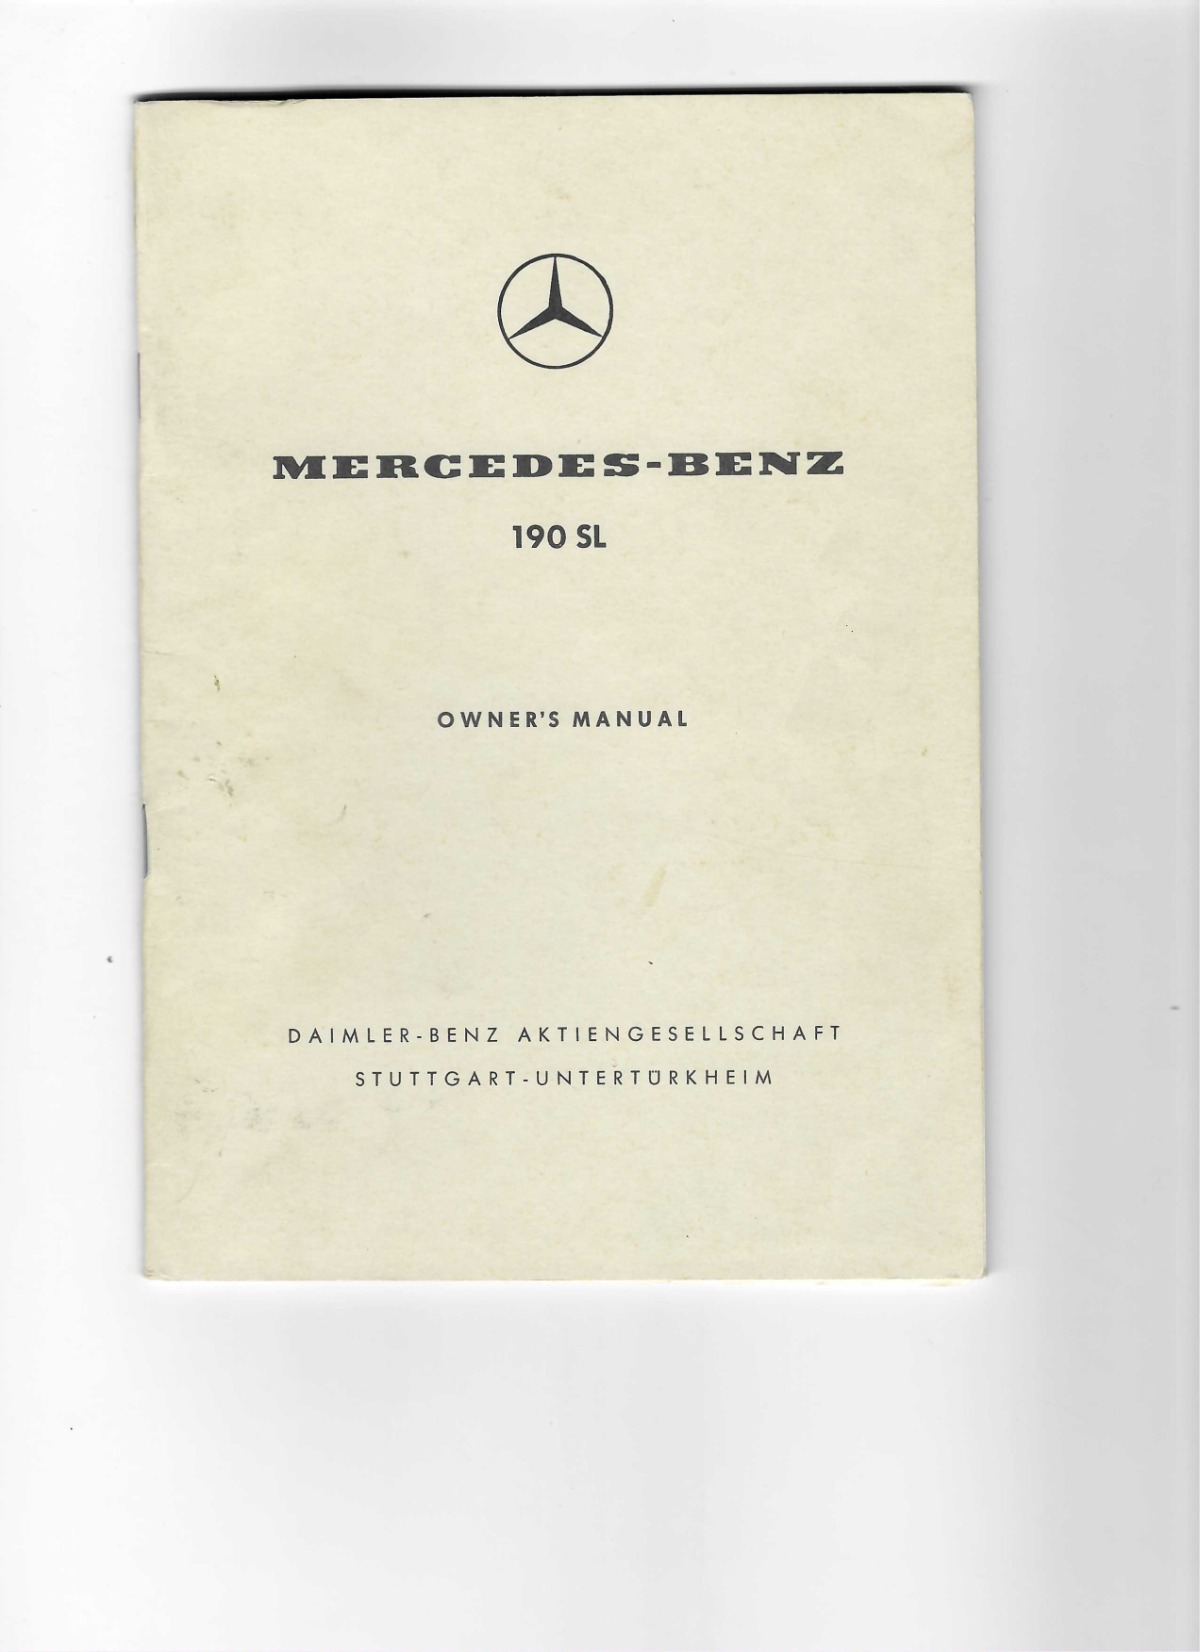 MERCEDES-BENZ
190 SL
OWNER'S MANUAL
DAIMLER-BENZ AKTIENGESELLSCHAFT
STUTTGART-UNTERTÜRKHEIM